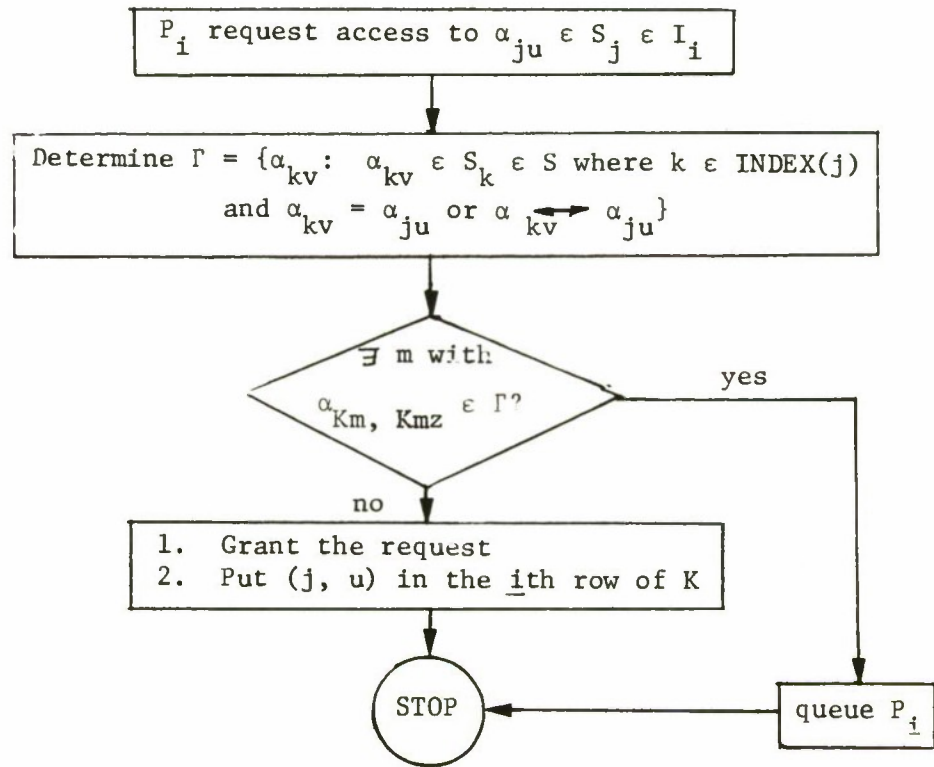 P_i request access to α_ju ε S_j ε I_i
Determine Γ = {α_kv: α_kv ε S_k ε S where k ε INDEX(j)
and α_kv = α_ju or α_kv ↔ α_ju}
∃ m with
α_Km, Kmz ε Γ?
yes
no
1. Grant the request
2. Put (j, u) in the ith row of K
STOP
queue P_i